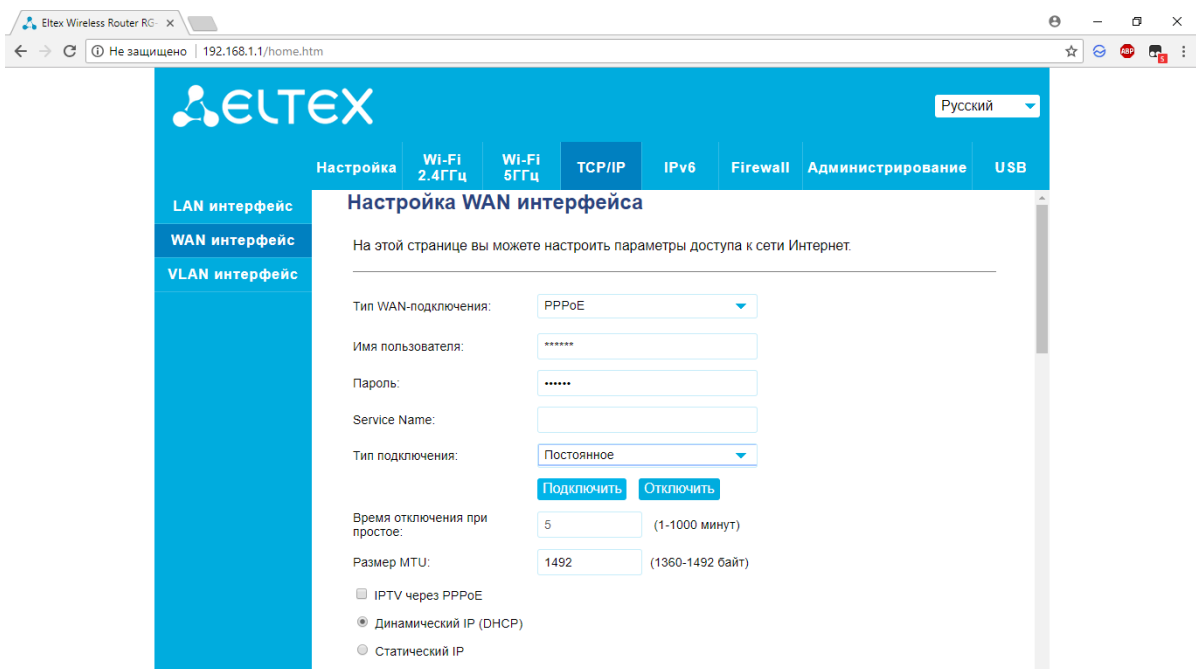 Eltex Wireless Router RG-
Не защищено | 192.168.1.1/home.htm
ABP
5
ELTEX
Русский
Настройка
Wi-Fi 2.4ГГц
Wi-Fi 5ГГц
TCP/IP
IPv6
Firewall
Администрирование
USB
LAN интерфейс
WAN интерфейс
VLAN интерфейс
Настройка WAN интерфейса
На этой странице вы можете настроить параметры доступа к сети Интернет.
Тип WAN-подключения: PPPoE
Имя пользователя: ******
Пароль: ••••••
Service Name:
Тип подключения: Постоянное
Подключить Отключить
Время отключения при
простое: 5 (1-1000 минут)
Размер MTU: 1492 (1360-1492 байт)
IPTV через PPPoE
Динамический IP (DHCP)
Статический IP